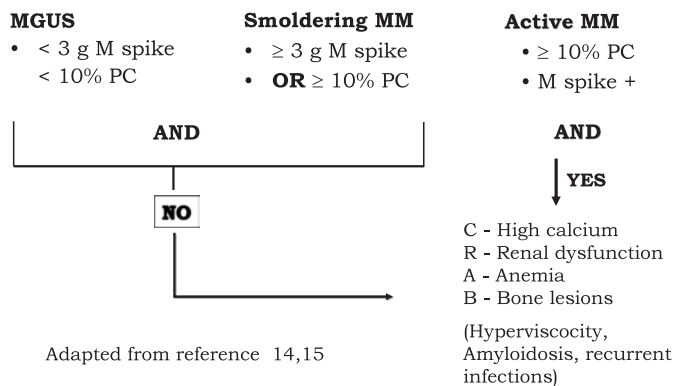 MGUS
• < 3 g M spike
< 10% PC
Smoldering MM
• ≥ 3 g M spike
• OR ≥ 10% PC
Active MM
• ≥ 10% PC
• M spike +
AND
AND
YES
NO
C - High calcium
R - Renal dysfunction
A - Anemia
B - Bone lesions
(Hyperviscocity,
Amyloidosis, recurrent
infections)
Adapted from reference 14,15